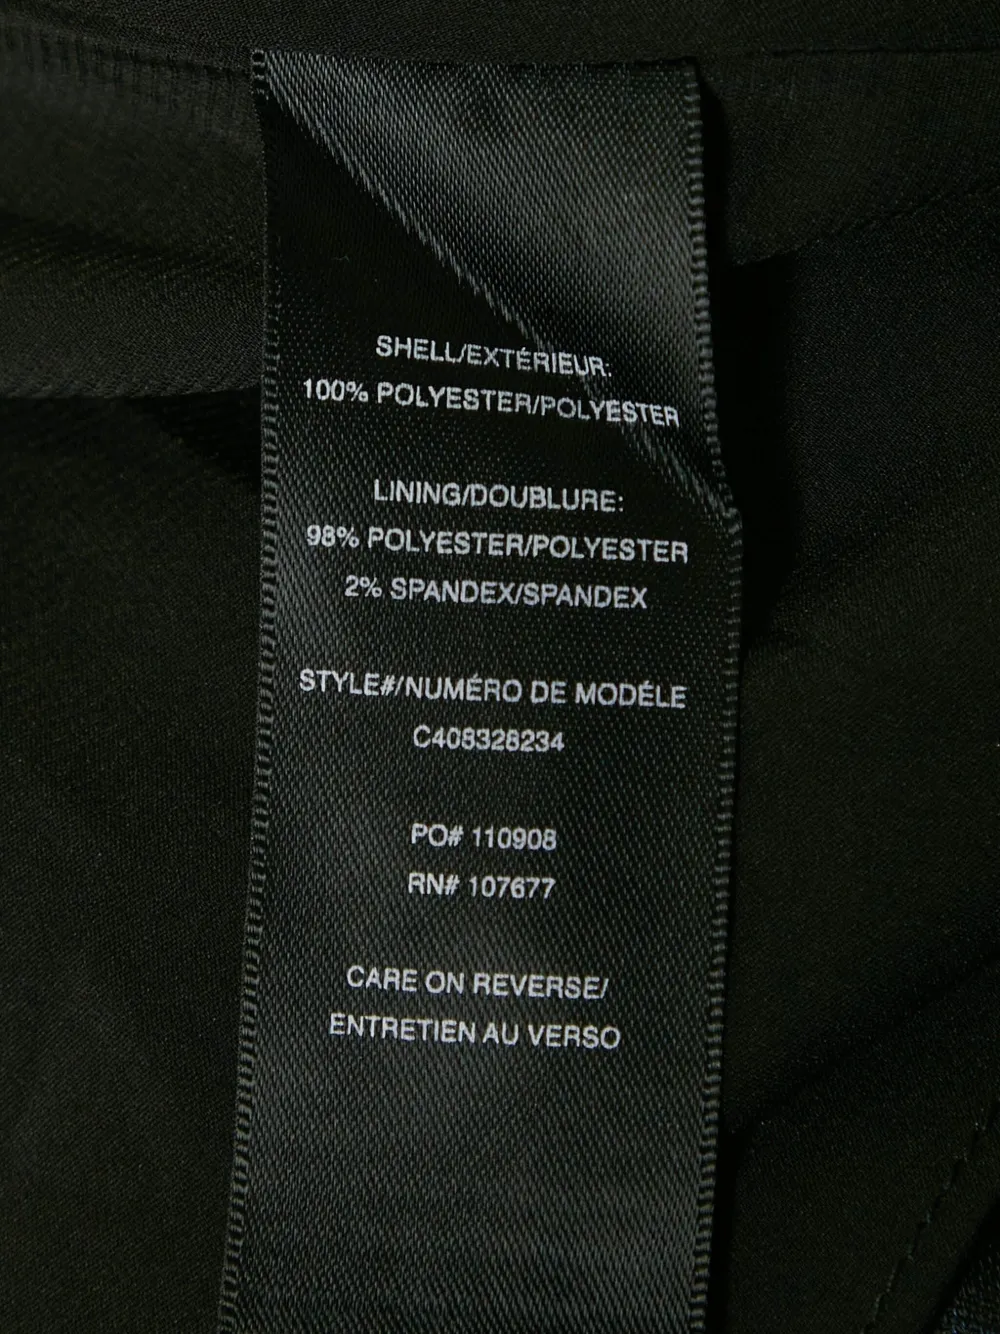 SHELL/EXTÉRIEUR:
100% POLYESTER/POLYESTER
LINING/DOUBLURE:
98% POLYESTER/POLYESTER
2% SPANDEX/SPANDEX
STYLE#/NUMÉRO DE MODÉLE
C408328234
PO# 110908
RN# 107677
CARE ON REVERSE/
ENTRETIEN AU VERSO